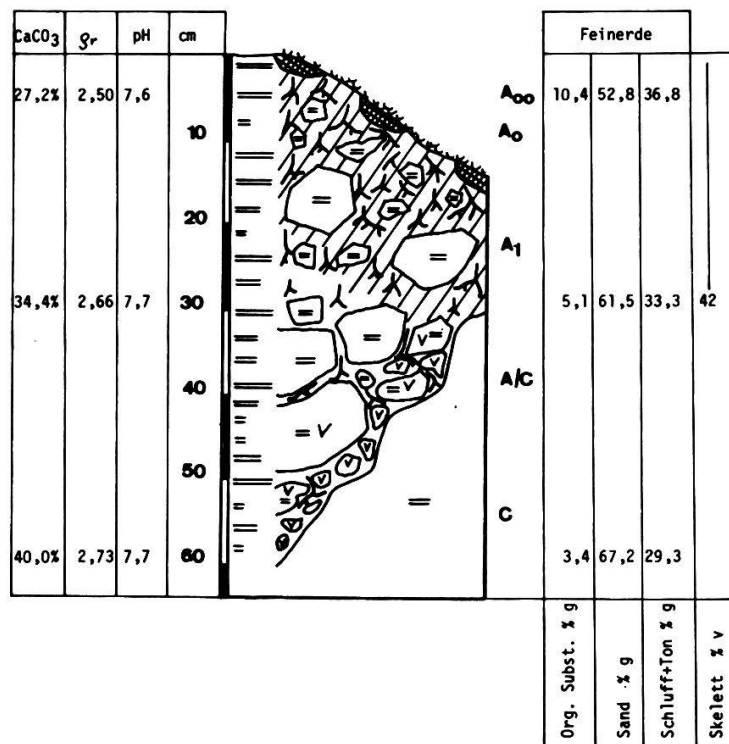 CaCO₃ ϱr pH cm Feinerde
27,2% 2,50 7,6 A₀₀ 10,4 52,8 36,8
10 A₀
20
A₁
34,4% 2,66 7,7 30 5,1 61,5 33,3 42
40 A/C
50
C
40,0% 2,73 7,7 60 3,4 67,2 29,3
Org. Subst. % g
Sand % g
Schluff+Ton % g
Skelett % v